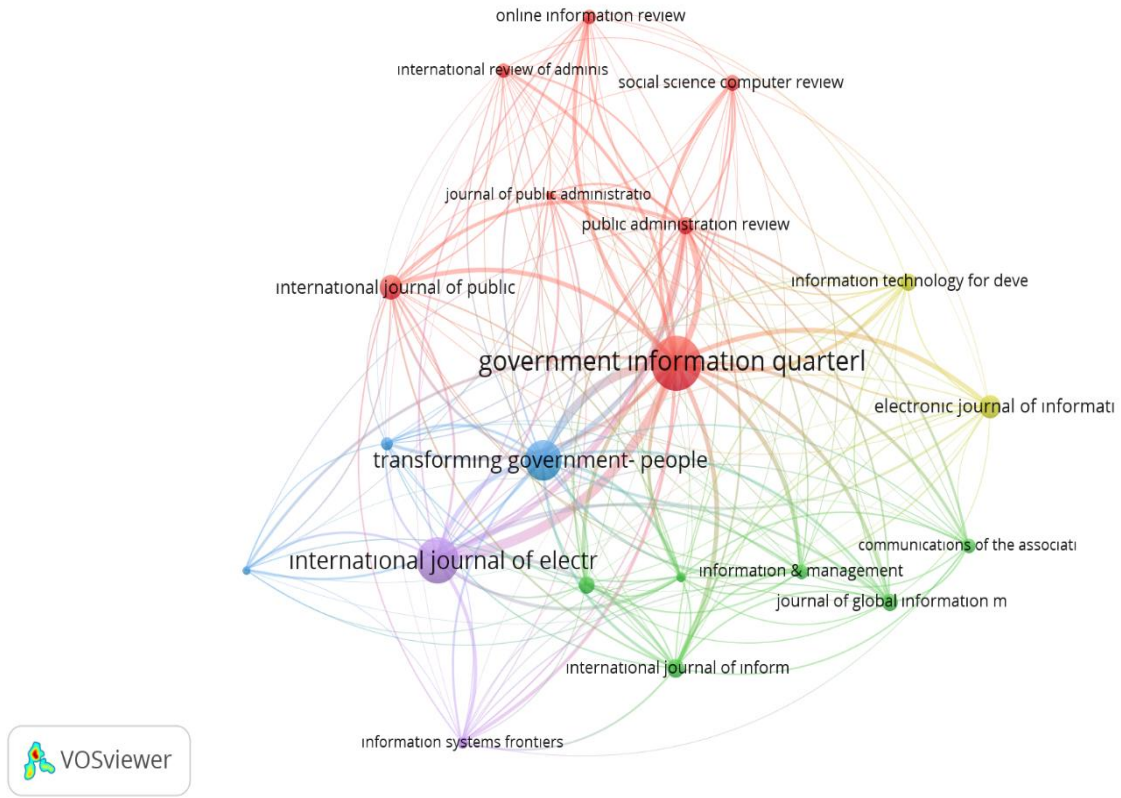 online information review
international review of adminis
social science computer review
journal of public administratio
public administration review
information technology for deve
international journal of public
government information quarterl
electronic journal of informati
transforming government- people
communications of the associati
international journal of electr
information & management
journal of global information m
international journal of inform
information systems frontiers
VOSviewer